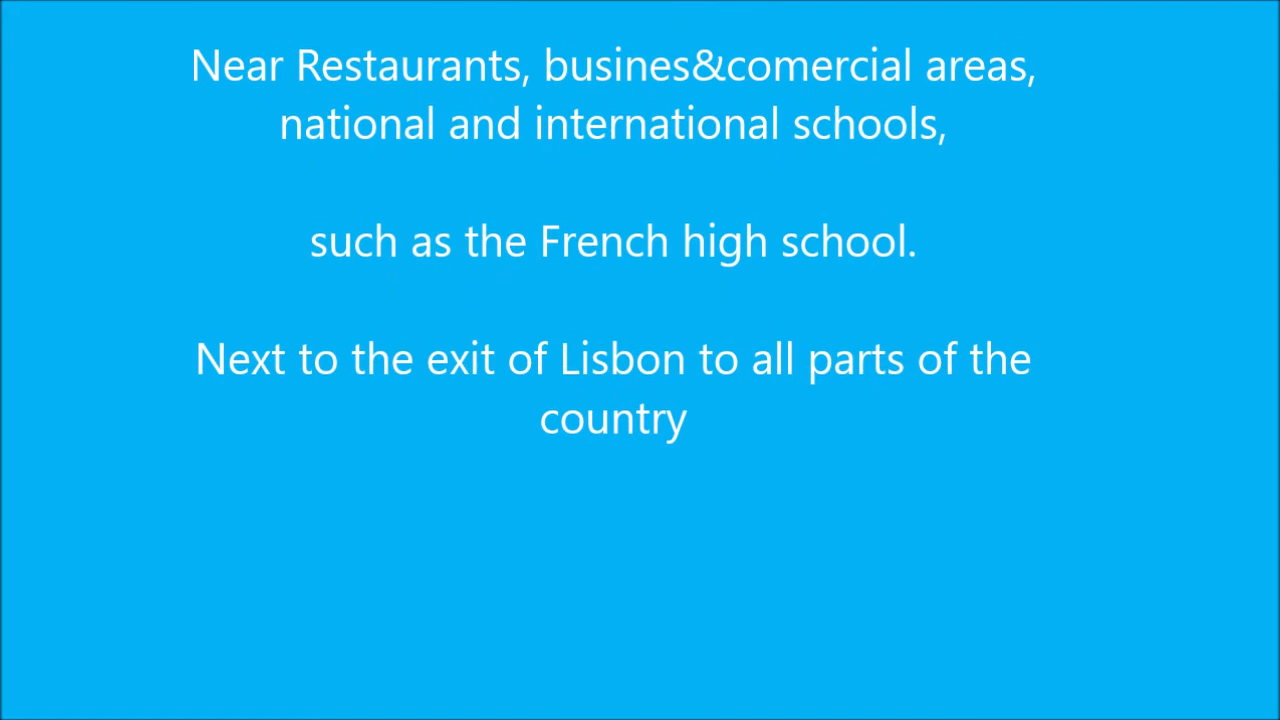 Near Restaurants, busines&comercial areas,
national and international schools,
such as the French high school.
Next to the exit of Lisbon to all parts of the
country